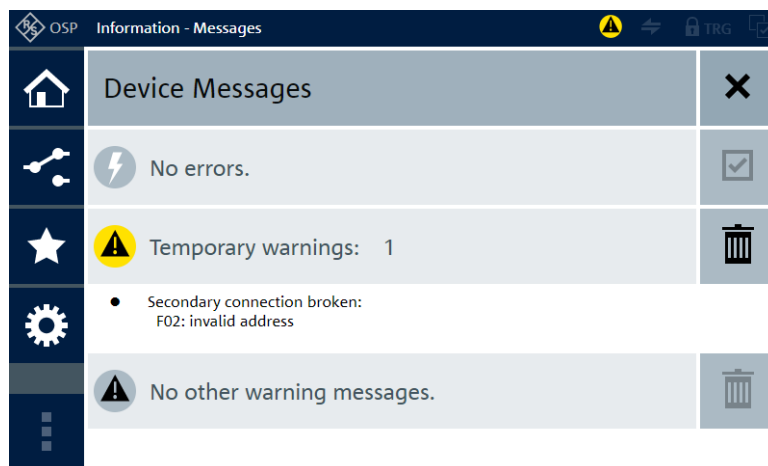 R&S OSP Information - Messages TRG
Device Messages
No errors.
Temporary warnings: 1
Secondary connection broken:
F02: invalid address
No other warning messages.